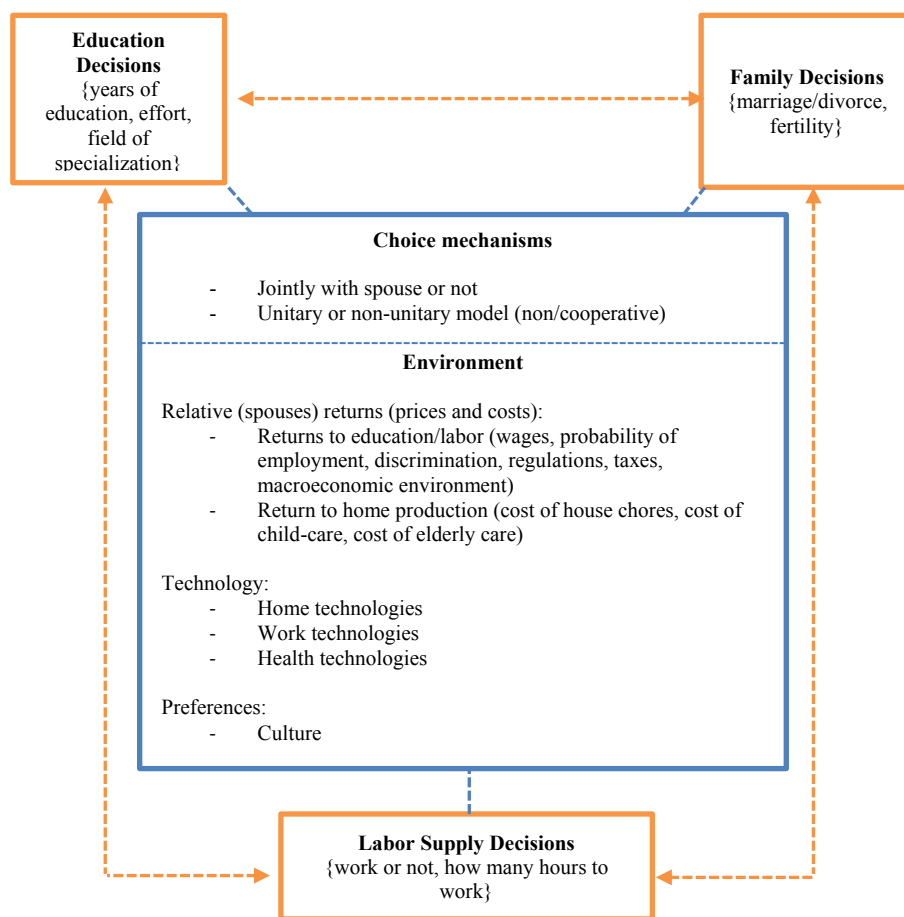 Education
Decisions
{years of
education, effort,
field of
specialization}
Family Decisions
{marriage/divorce,
fertility}
Choice mechanisms
- Jointly with spouse or not
- Unitary or non-unitary model (non/cooperative)
Environment
Relative (spouses) returns (prices and costs):
- Returns to education/labor (wages, probability of
employment, discrimination, regulations, taxes,
macroeconomic environment)
- Return to home production (cost of house chores, cost of
child-care, cost of elderly care)
Technology:
- Home technologies
- Work technologies
- Health technologies
Preferences:
- Culture
Labor Supply Decisions
{work or not, how many hours to
work}